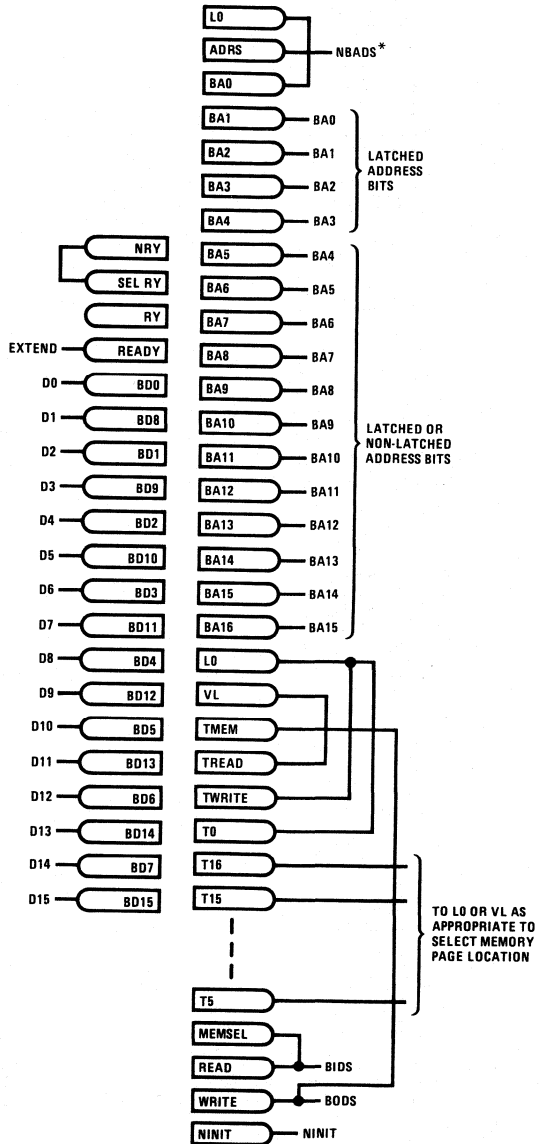 L0
ADRS NBADS*
BA0
BA1 BA0
BA2 BA1
BA3 BA2
BA4 BA3
LATCHED
ADDRESS
BITS
NRY
SEL RY
RY
EXTEND READY
D0 BD0
D1 BD8
D2 BD1
D3 BD9
D4 BD2
D5 BD10
D6 BD3
D7 BD11
D8 BD4
D9 BD12
D10 BD5
D11 BD13
D12 BD6
D13 BD14
D14 BD7
D15 BD15
BA5 BA4
BA6 BA5
BA7 BA6
BA8 BA7
BA9 BA8
BA10 BA9
BA11 BA10
BA12 BA11
BA13 BA12
BA14 BA13
BA15 BA14
BA16 BA15
LATCHED OR
NON-LATCHED
ADDRESS BITS
L0
VL
TMEM
TREAD
TWRITE
T0
T16
T15
T5
TO L0 OR VL AS
APPROPRIATE TO
SELECT MEMORY
PAGE LOCATION
MEMSEL
READ BIDS
WRITE BODS
NINIT NINIT